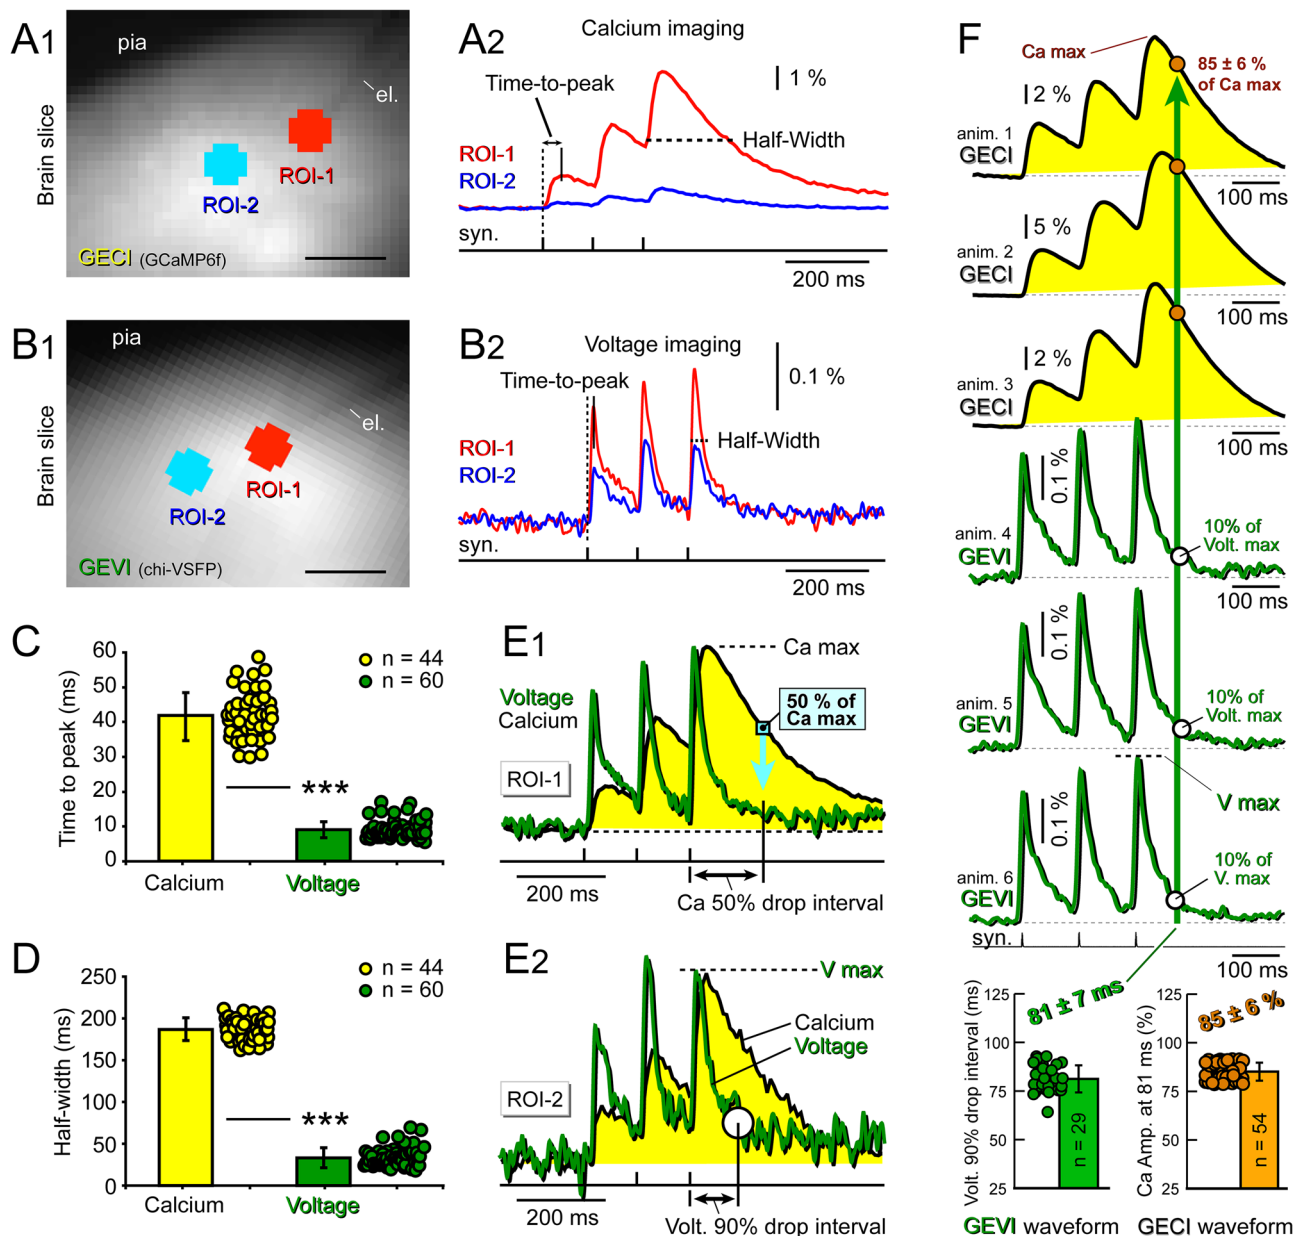 A1
pia
el.
ROI-1
ROI-2
GECI (GCaMP6f)
Brain slice
A2
Calcium imaging
Time-to-peak
1 %
Half-Width
ROI-1
ROI-2
syn.
200 ms
B1
pia
el.
ROI-1
ROI-2
GEVI (chi-VSFP)
Brain slice
B2
Voltage imaging
Time-to-peak
0.1 %
Half-Width
ROI-1
ROI-2
syn.
200 ms
C
Time to peak (ms)
60
50
40
30
20
10
0
n = 44
n = 60
***
Calcium
Voltage
D
Half-width (ms)
250
200
150
100
50
0
n = 44
n = 60
***
Calcium
Voltage
E1
Ca max
Voltage
Calcium
50 % of
Ca max
ROI-1
200 ms
Ca 50% drop interval
E2
V max
Calcium
Voltage
ROI-2
200 ms
Volt. 90% drop interval
F
Ca max
85 ± 6 %
of Ca max
2 %
anim. 1
GECI
100 ms
5 %
anim. 2
GECI
100 ms
2 %
anim. 3
GECI
100 ms
0.1 %
anim. 4
GEVI
10% of
Volt. max
100 ms
0.1 %
anim. 5
GEVI
10% of
Volt. max
V max
0.1 %
anim. 6
GEVI
10% of
V. max
syn.
100 ms
Volt. 90% drop interval (ms)
125
100
75
50
25
81 ± 7 ms
n = 29
GEVI waveform
Ca Amp. at 81 ms (%)
125
100
75
50
25
85 ± 6 %
n = 54
GECI waveform